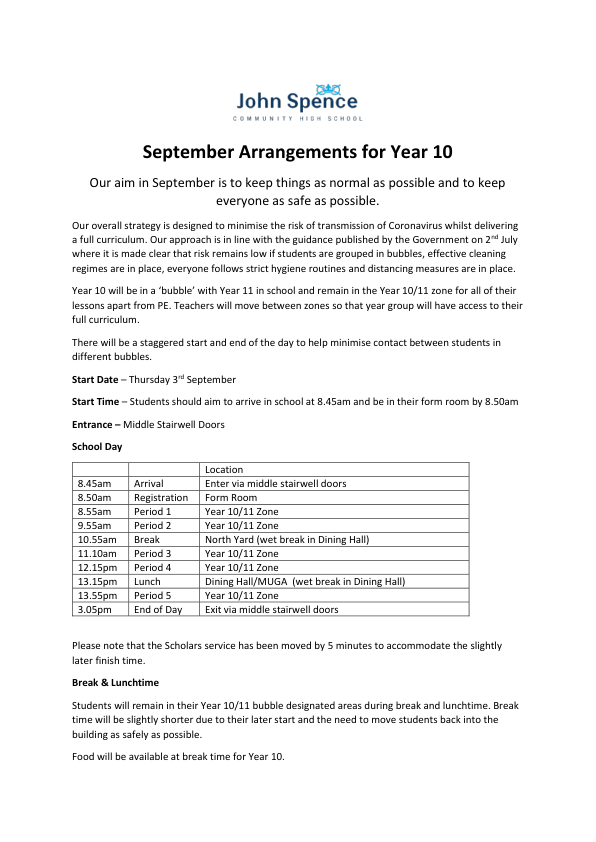 John Spence
COMMUNITY HIGH SCHOOL
September Arrangements for Year 10
Our aim in September is to keep things as normal as possible and to keep
everyone as safe as possible.
Our overall strategy is designed to minimise the risk of transmission of Coronavirus whilst delivering
a full curriculum. Our approach is in line with the guidance published by the Government on 2nd July
where it is made clear that risk remains low if students are grouped in bubbles, effective cleaning
regimes are in place, everyone follows strict hygiene routines and distancing measures are in place.
Year 10 will be in a ‘bubble’ with Year 11 in school and remain in the Year 10/11 zone for all of their
lessons apart from PE. Teachers will move between zones so that year group will have access to their
full curriculum.
There will be a staggered start and end of the day to help minimise contact between students in
different bubbles.
Start Date – Thursday 3rd September
Start Time – Students should aim to arrive in school at 8.45am and be in their form room by 8.50am
Entrance – Middle Stairwell Doors
School Day
Location
8.45am Arrival Enter via middle stairwell doors
8.50am Registration Form Room
8.55am Period 1 Year 10/11 Zone
9.55am Period 2 Year 10/11 Zone
10.55am Break North Yard (wet break in Dining Hall)
11.10am Period 3 Year 10/11 Zone
12.15pm Period 4 Year 10/11 Zone
13.15pm Lunch Dining Hall/MUGA (wet break in Dining Hall)
13.55pm Period 5 Year 10/11 Zone
3.05pm End of Day Exit via middle stairwell doors
Please note that the Scholars service has been moved by 5 minutes to accommodate the slightly
later finish time.
Break & Lunchtime
Students will remain in their Year 10/11 bubble designated areas during break and lunchtime. Break
time will be slightly shorter due to their later start and the need to move students back into the
building as safely as possible.
Food will be available at break time for Year 10.